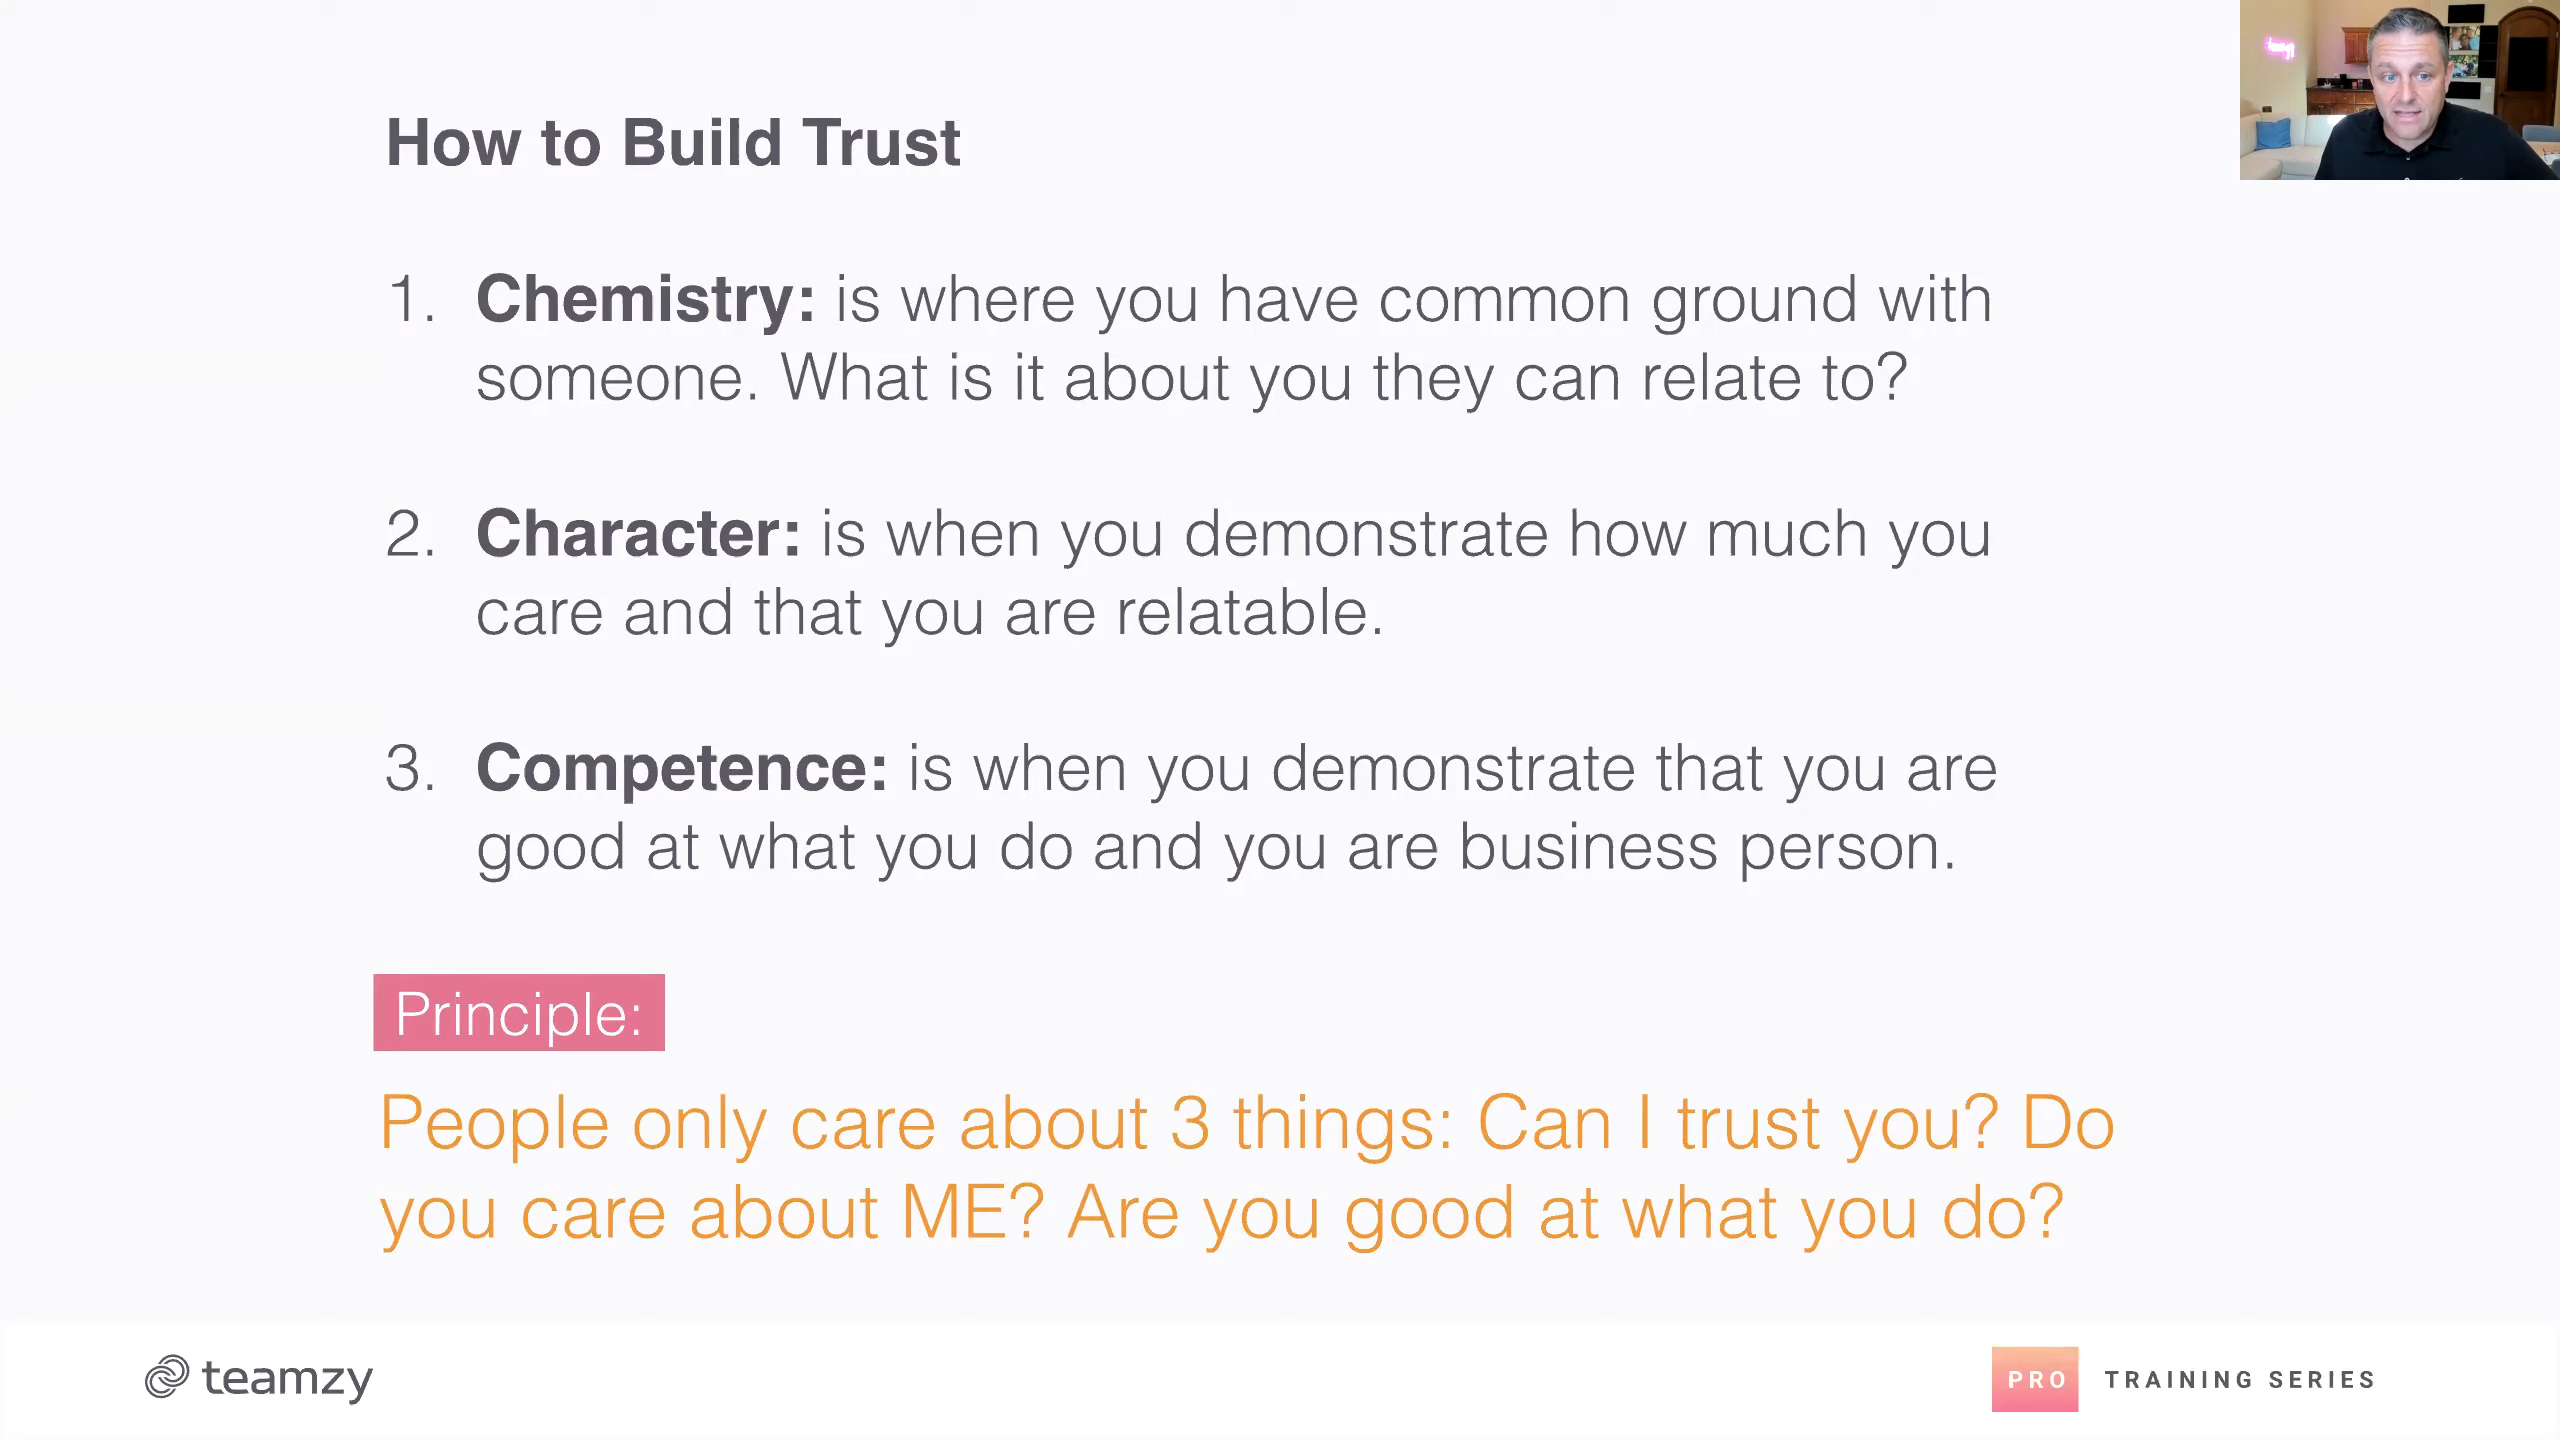 How to Build Trust
1. Chemistry: is where you have common ground with
someone. What is it about you they can relate to?
2. Character: is when you demonstrate how much you
care and that you are relatable.
3. Competence: is when you demonstrate that you are
good at what you do and you are business person.
Principle:
People only care about 3 things: Can I trust you? Do
you care about ME? Are you good at what you do?
teamzy
PRO TRAINING SERIES
teamzy